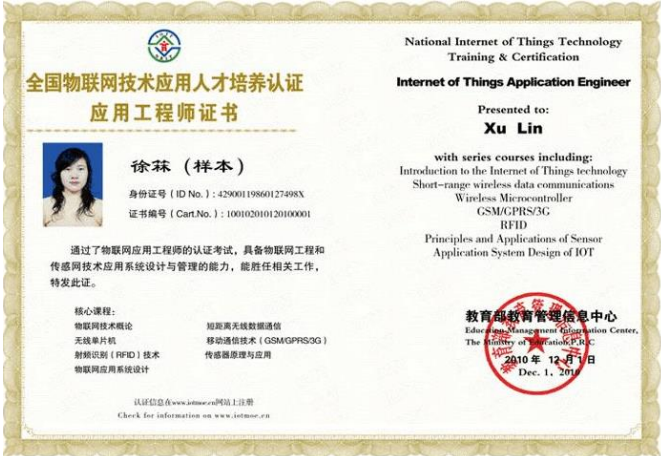 全国物联网技术应用人才培养认证
应用工程师证书
徐菻（样本）
身份证号（ID No.）: 42900119860127498X
证书编号（Cart.No.）: 100102010120100001
通过了物联网应用工程师的认证考试，具备物联网工程和
传感网技术应用系统设计与管理的能力，能胜任相关工作，
特发此证。
核心课程：
物联网技术概论 短距离无线数据通信
无线单片机 移动通信技术（GSM/GPRS/3G）
射频识别（RFID）技术 传感器原理与应用
物联网应用系统设计
认证信息在www.iotmoe.cn网站上注册
Check for information on www.iotmoe.cn
National Internet of Things Technology
Training & Certification
Internet of Things Application Engineer
Presented to:
Xu Lin
with series courses including:
Introduction to the Internet of Things technology
Short-range wireless data communications
Wireless Microcontroller
GSM/GPRS/3G
RFID
Principles and Applications of Sensor
Application System Design of IOT
教育部教育管理信息中心
Education Management Information Center,
The Ministry of Education,P.R.C
2010 年 12 月 1 日
Dec. 1, 2010